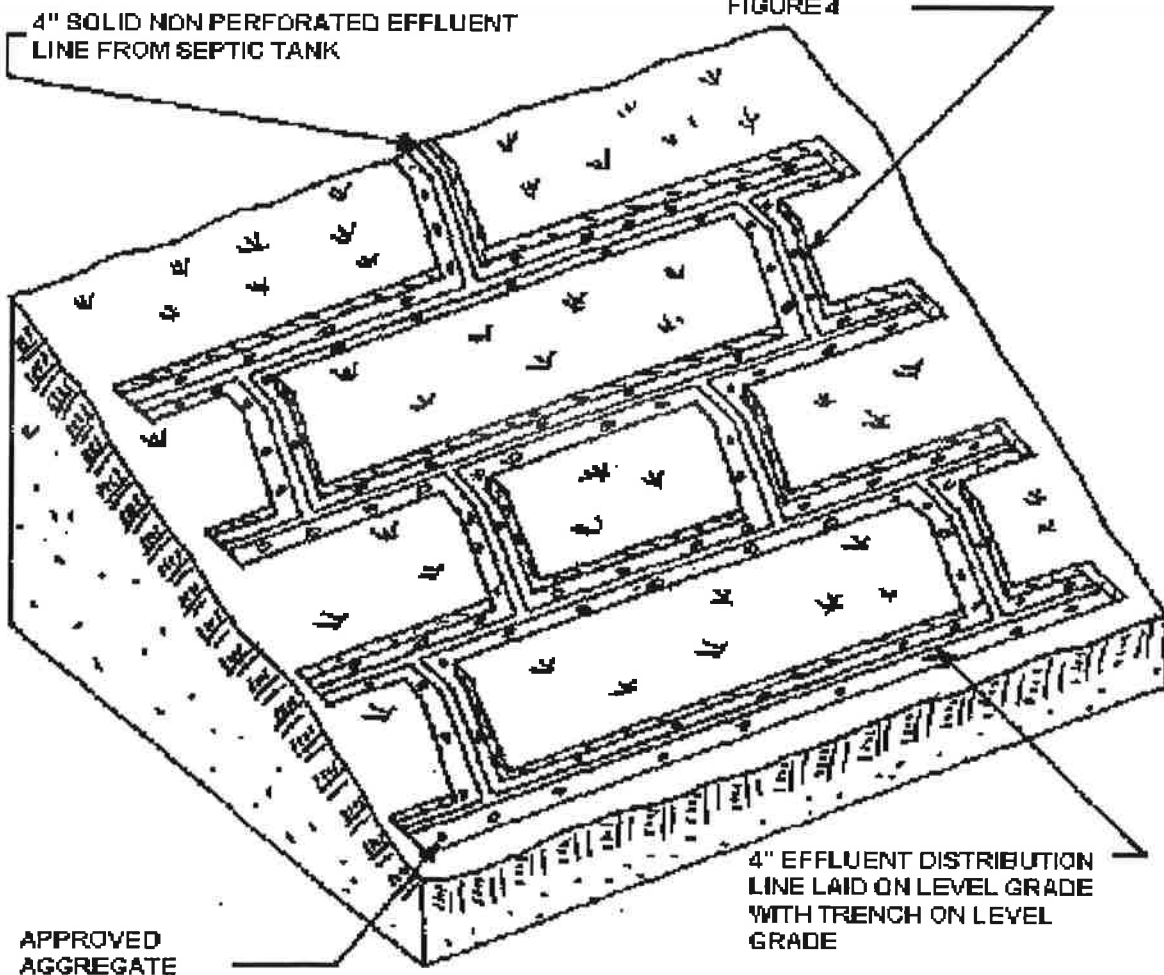 4" SOLID NON PERFORATED EFFLUENT
LINE FROM SEPTIC TANK
FIGURE 4
4" EFFLUENT DISTRIBUTION
LINE LAID ON LEVEL GRADE
WITH TRENCH ON LEVEL
GRADE
APPROVED
AGGREGATE